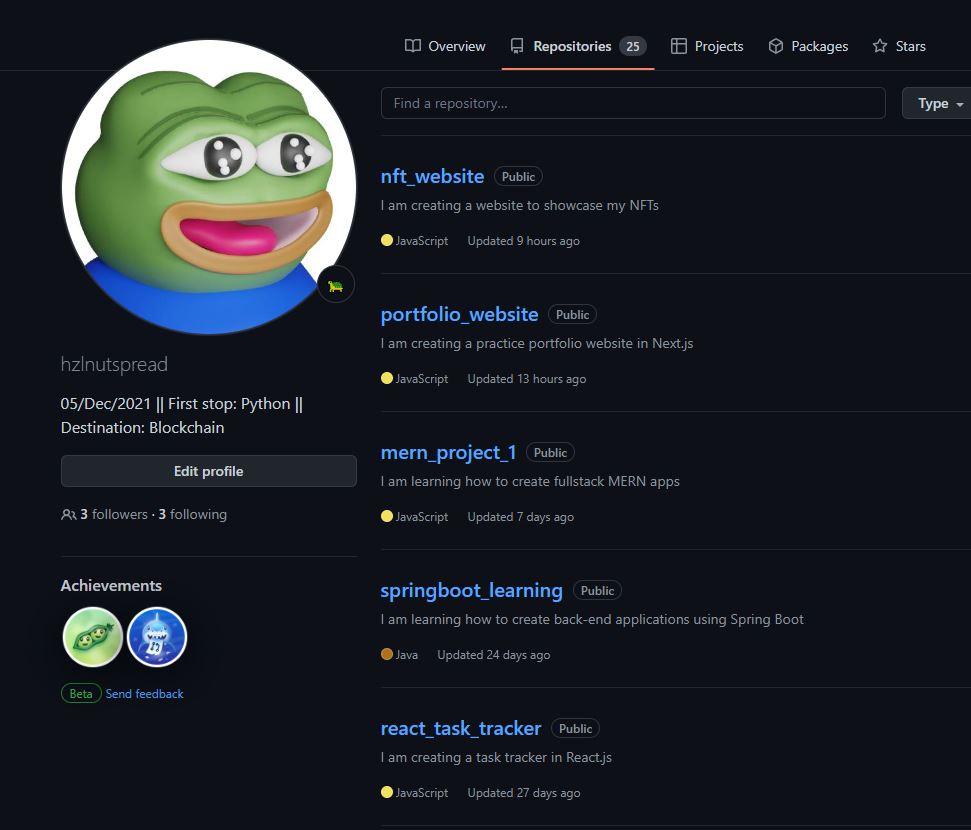 Overview Repositories 25 Projects Packages Stars
Find a repository...
Type
nft_website Public
I am creating a website to showcase my NFTs
JavaScript Updated 9 hours ago
portfolio_website Public
I am creating a practice portfolio website in Next.js
JavaScript Updated 13 hours ago
hzlnutspread
05/Dec/2021 || First stop: Python ||
Destination: Blockchain
Edit profile
3 followers · 3 following
Achievements
Beta Send feedback
mern_project_1 Public
I am learning how to create fullstack MERN apps
JavaScript Updated 7 days ago
springboot_learning Public
I am learning how to create back-end applications using Spring Boot
Java Updated 24 days ago
react_task_tracker Public
I am creating a task tracker in React.js
JavaScript Updated 27 days ago